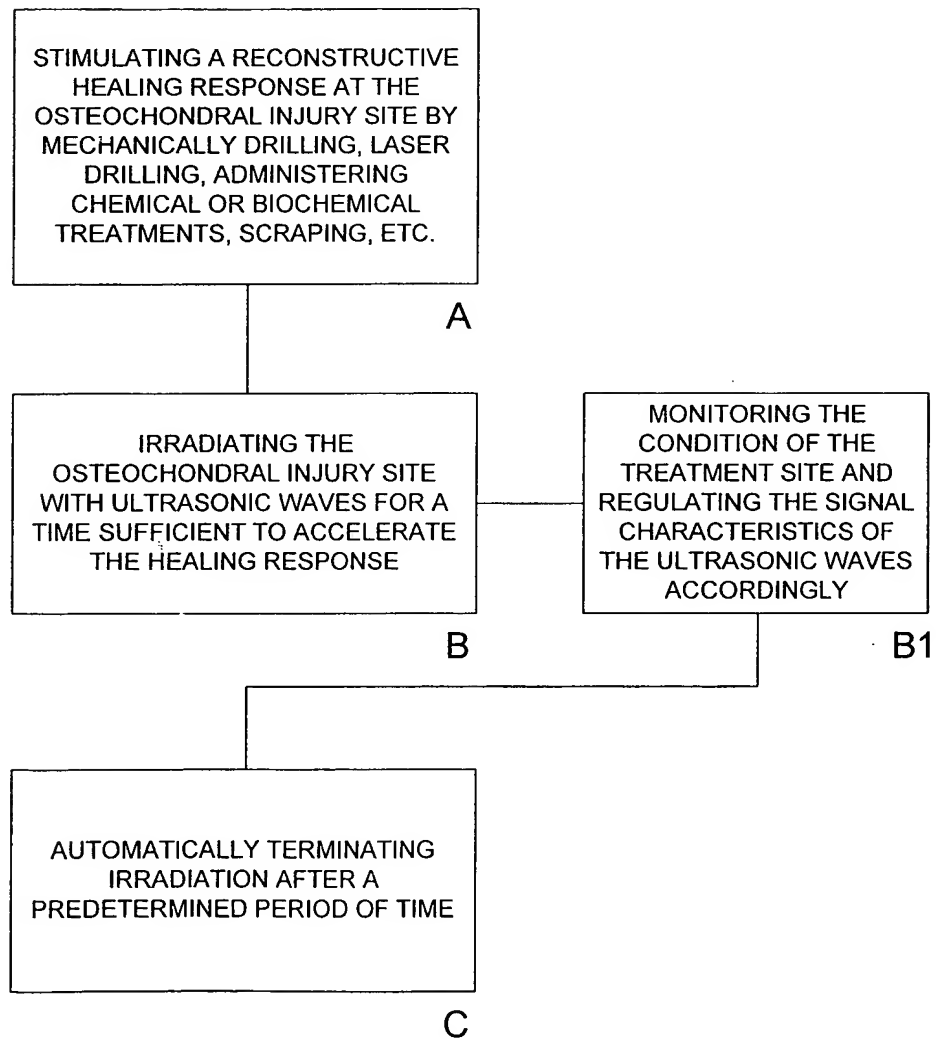 STIMULATING A RECONSTRUCTIVE
HEALING RESPONSE AT THE
OSTEOCHONDRAL INJURY SITE BY
MECHANICALLY DRILLING, LASER
DRILLING, ADMINISTERING
CHEMICAL OR BIOCHEMICAL
TREATMENTS, SCRAPING, ETC.
A
IRRADIATING THE
OSTEOCHONDRAL INJURY SITE
WITH ULTRASONIC WAVES FOR A
TIME SUFFICIENT TO ACCELERATE
THE HEALING RESPONSE
B
MONITORING THE
CONDITION OF THE
TREATMENT SITE AND
REGULATING THE SIGNAL
CHARACTERISTICS OF
THE ULTRASONIC WAVES
ACCORDINGLY
B1
AUTOMATICALLY TERMINATING
IRRADIATION AFTER A
PREDETERMINED PERIOD OF TIME
C